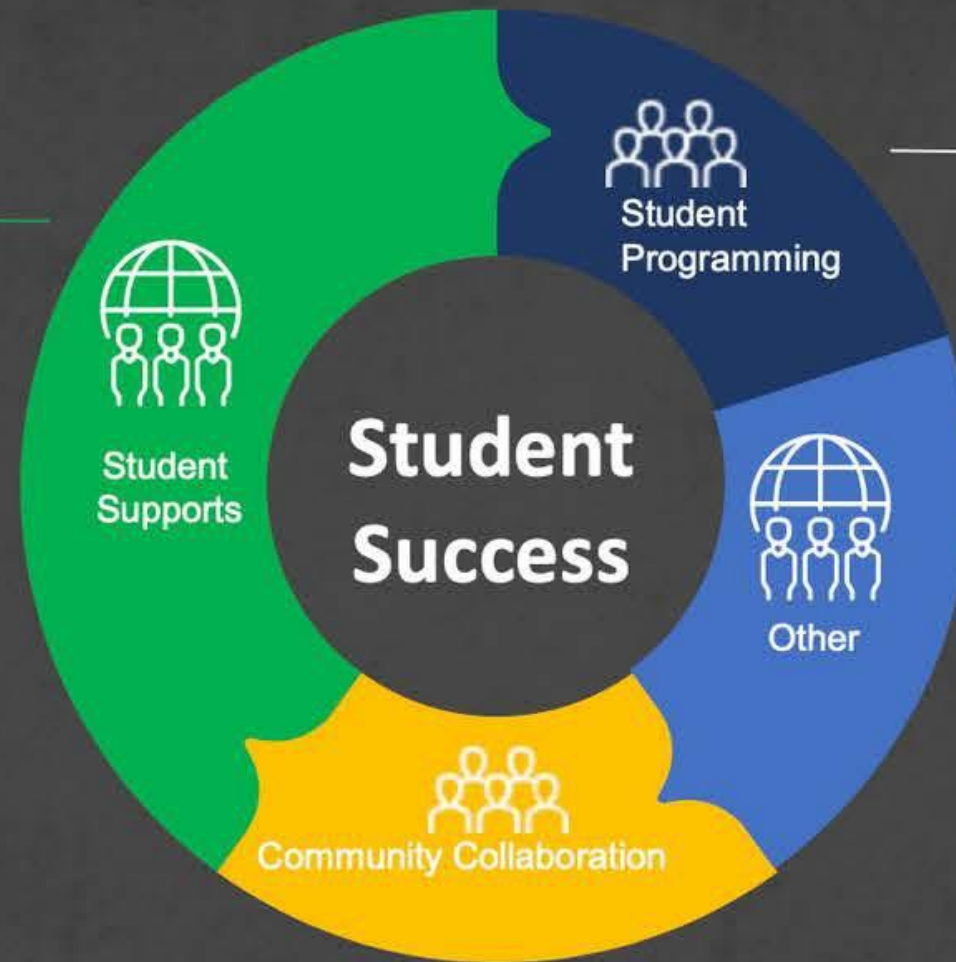 Student
Programming
Student
Supports
Student
Success
Other
Community Collaboration